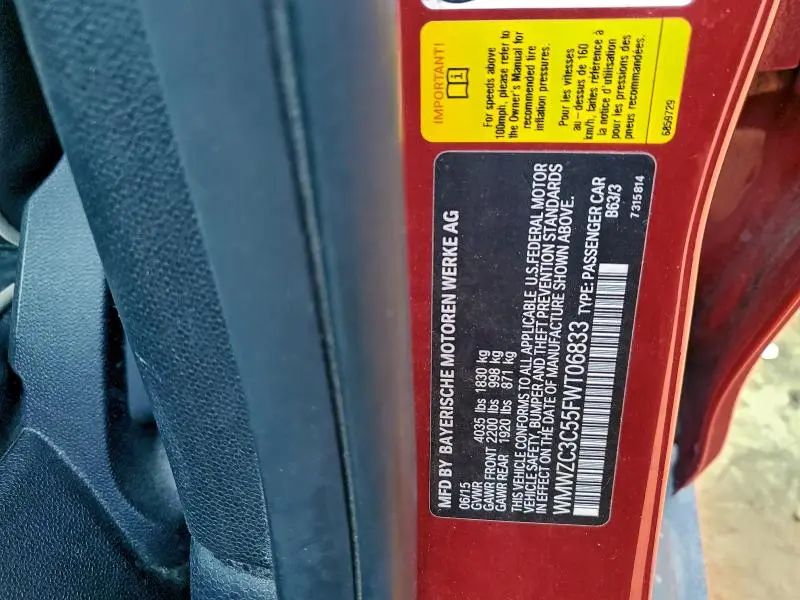 MFD BY BAYERISCHE MOTOREN WERKE AG
06/15
GVWR 4035 lbs 1830 kg
GAWR FRONT 2200 lbs 998 kg
GAWR REAR 1920 lbs 871 kg
THIS VEHICLE CONFORMS TO ALL APPLICABLE U.S.FEDERAL MOTOR
VEHICLE SAFETY, BUMPER AND THEFT PREVENTION STANDARDS
IN EFFECT ON THE DATE OF MANUFACTURE SHOWN ABOVE.
WMWZC3C55FWT06833 TYPE: PASSENGER CAR
B63/3
7 315 814
IMPORTANT!
For speeds above
100mph, please refer to
the Owner's Manual for
recommended tire
inflation pressures.
Pour les vitesses
au-dessus de 160
km/h, faites référence à
la notice d'utilisation
pour les pressions des
pneus recommandées.
6859729